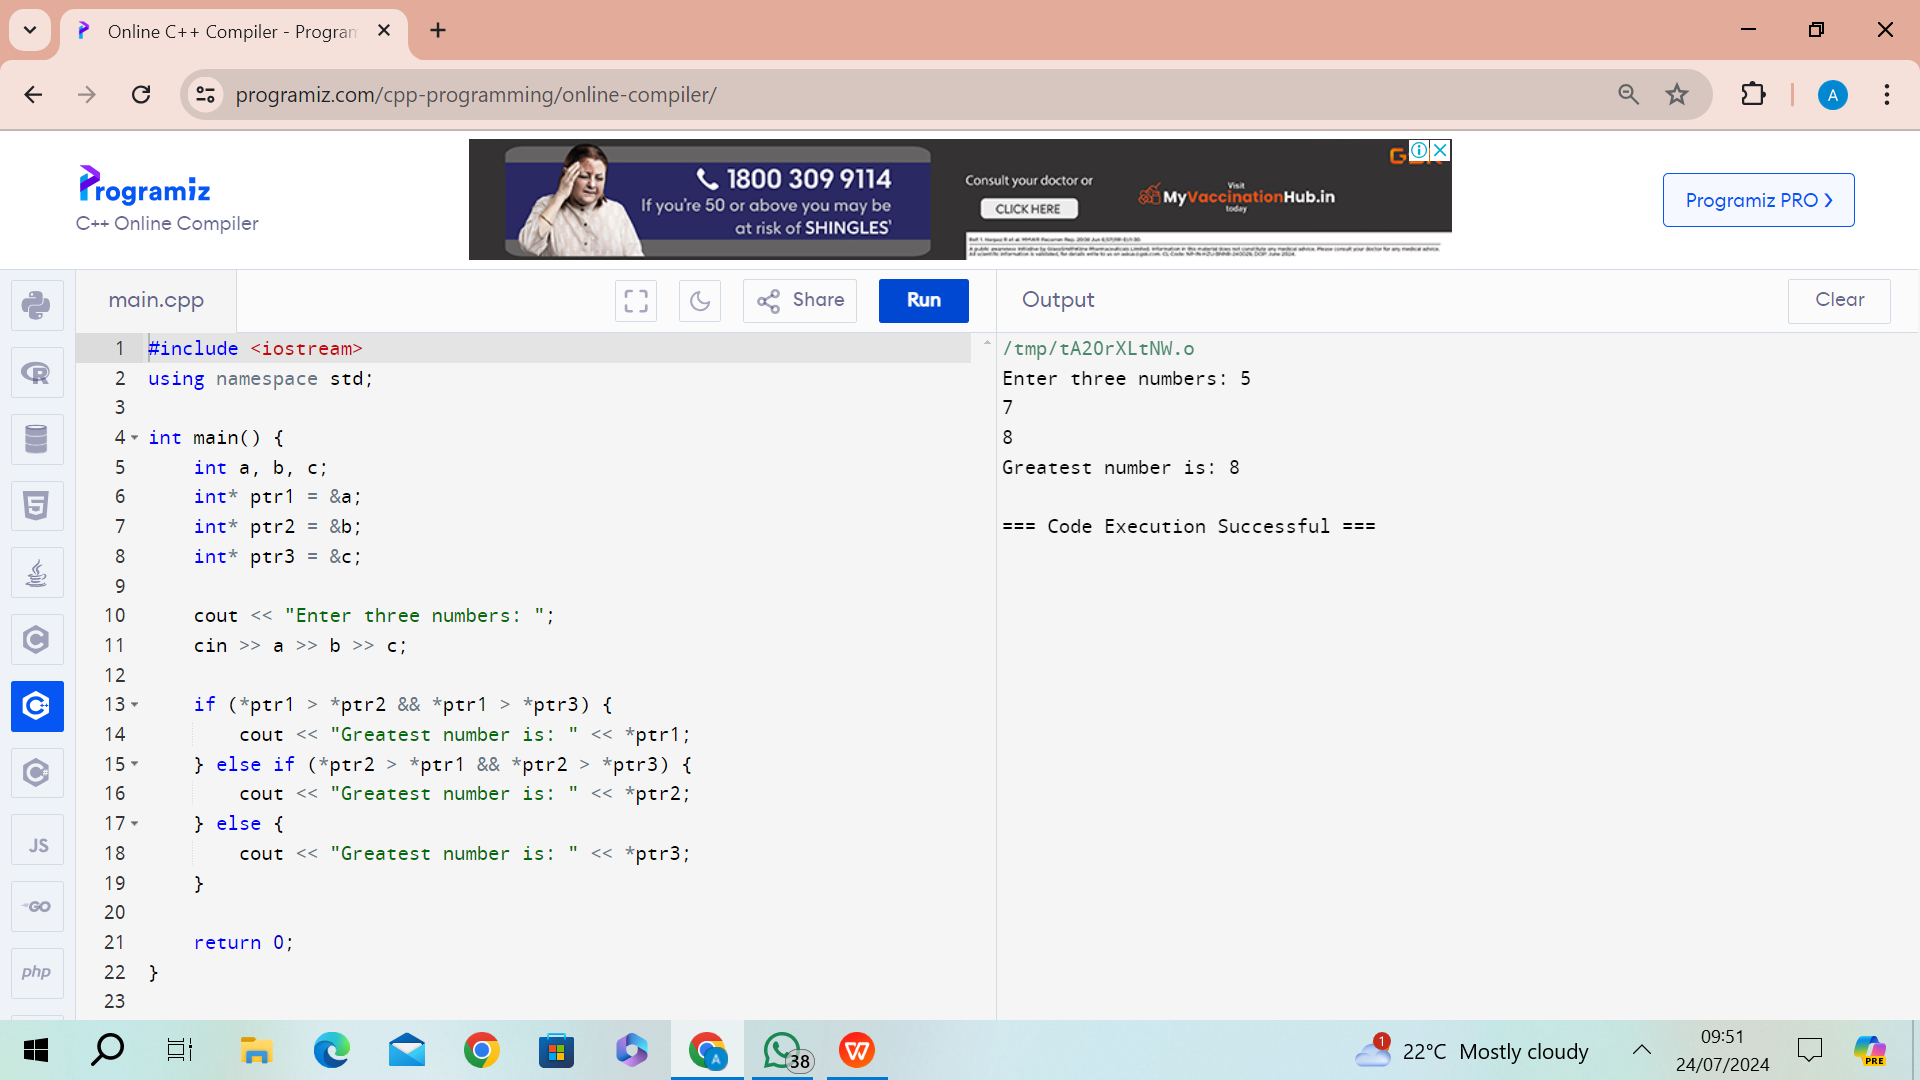 Online C++ Compiler - Program
programiz.com/cpp-programming/online-compiler/
A
Programiz
C++ Online Compiler
1800 309 9114
If you're 50 or above you may be
at risk of SHINGLES'
Consult your doctor or
CLICK HERE
Visit
MyVaccinationHub.in
today
Programiz PRO
main.cpp
Share
Run
Output
Clear
1 #include <iostream>
2 using namespace std;
3
4 int main() {
5 int a, b, c;
6 int* ptr1 = &a;
7 int* ptr2 = &b;
8 int* ptr3 = &c;
9
10 cout << "Enter three numbers: ";
11 cin >> a >> b >> c;
12
13 if (*ptr1 > *ptr2 && *ptr1 > *ptr3) {
14 cout << "Greatest number is: " << *ptr1;
15 } else if (*ptr2 > *ptr1 && *ptr2 > *ptr3) {
16 cout << "Greatest number is: " << *ptr2;
17 } else {
18 cout << "Greatest number is: " << *ptr3;
19 }
20
21 return 0;
22 }
23
/tmp/tA20rXLtNW.o
Enter three numbers: 5
7
8
Greatest number is: 8
=== Code Execution Successful ===
R
5
C
C++
C#
JS
GO
php
A
38
W
1
22°C Mostly cloudy
09:51
24/07/2024
PRE